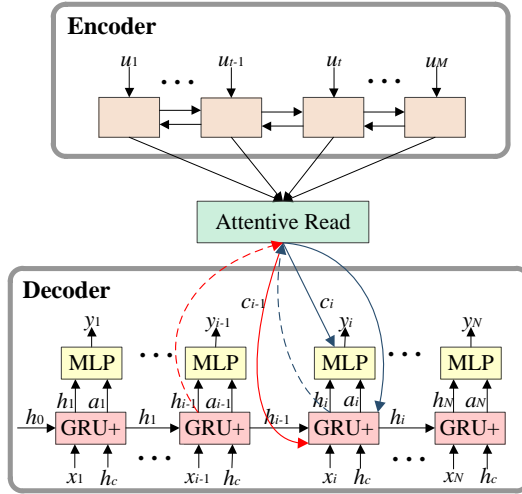 Encoder
u1 ••• ut-1 ut ••• uM
Attentive Read
Decoder
ci-1 ci
y1 yi-1 yi yN
MLP ••• MLP MLP ••• MLP
h1 a1 hi-1 ai-1 hi ai hN aN
h0 GRU+ h1 GRU+ hi-1 GRU+ hi GRU+
x1 hc ••• xi-1 hc xi hc ••• xN hc